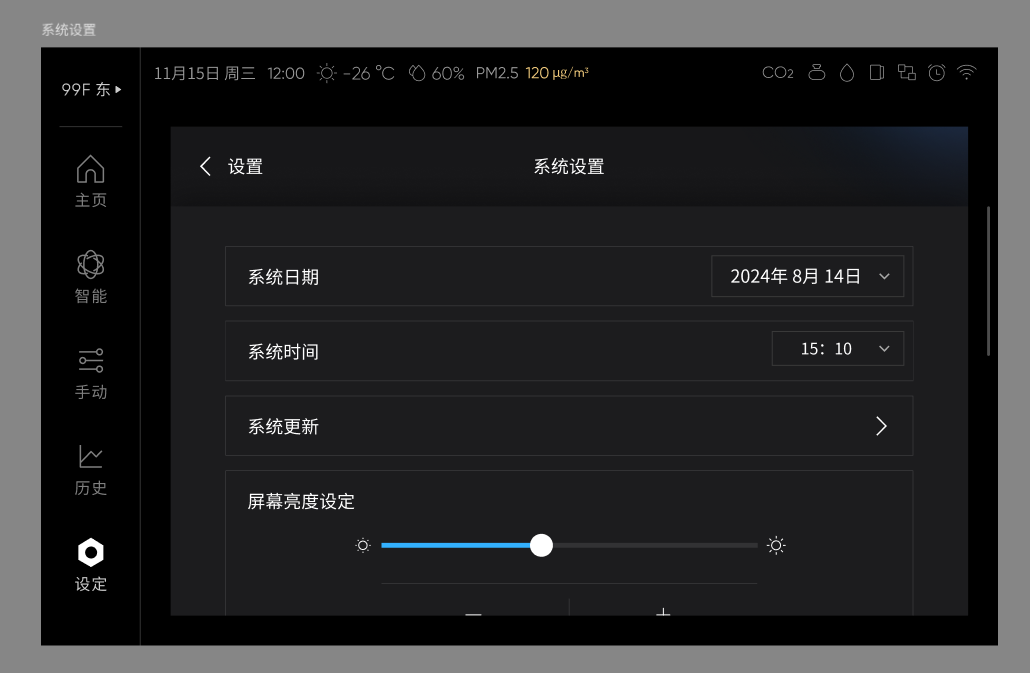 系统设置
99F 东
11月15日 周三 12:00 -26 ℃ 60% PM2.5 120 μg/m³ CO2
主页
智能
手动
历史
设定
设置
系统设置
系统日期
2024年 8月 14日
系统时间
15: 10
系统更新
屏幕亮度设定